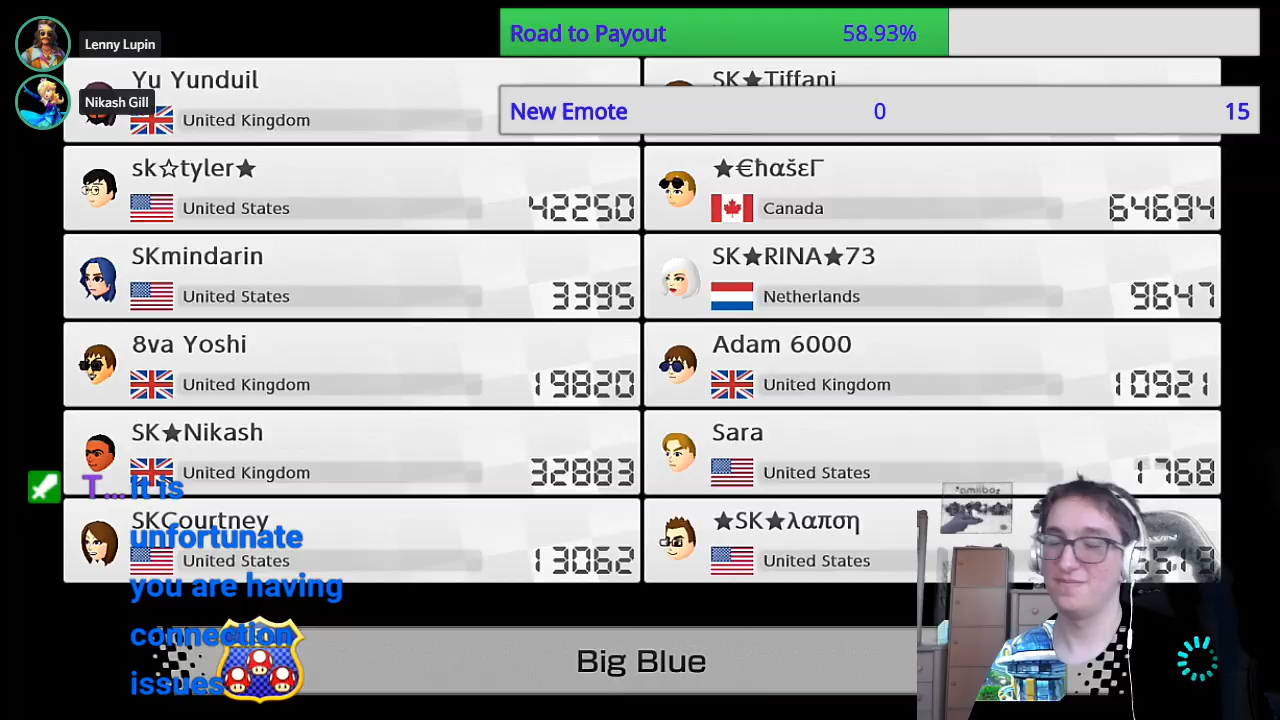 Lenny Lupin
Nikash Gill
Road to Payout 58.93%
New Emote 0 15
Yu Yunduil
United Kingdom
SK★Tiffani
sk☆tyler★
United States 42250
★€ħαšεΓ
Canada 64694
SKmindarin
United States 3395
SK★RINA★73
Netherlands 9647
8va Yoshi
United Kingdom 19820
Adam 6000
United Kingdom 10921
SK★Nikash
United Kingdom 32883
Sara
United States 1768
SKCourtney
United States 13062
★SK★λαπση
United States
T... it is
unfortunate
you are having
connection
issues
Big Blue
*amiibos